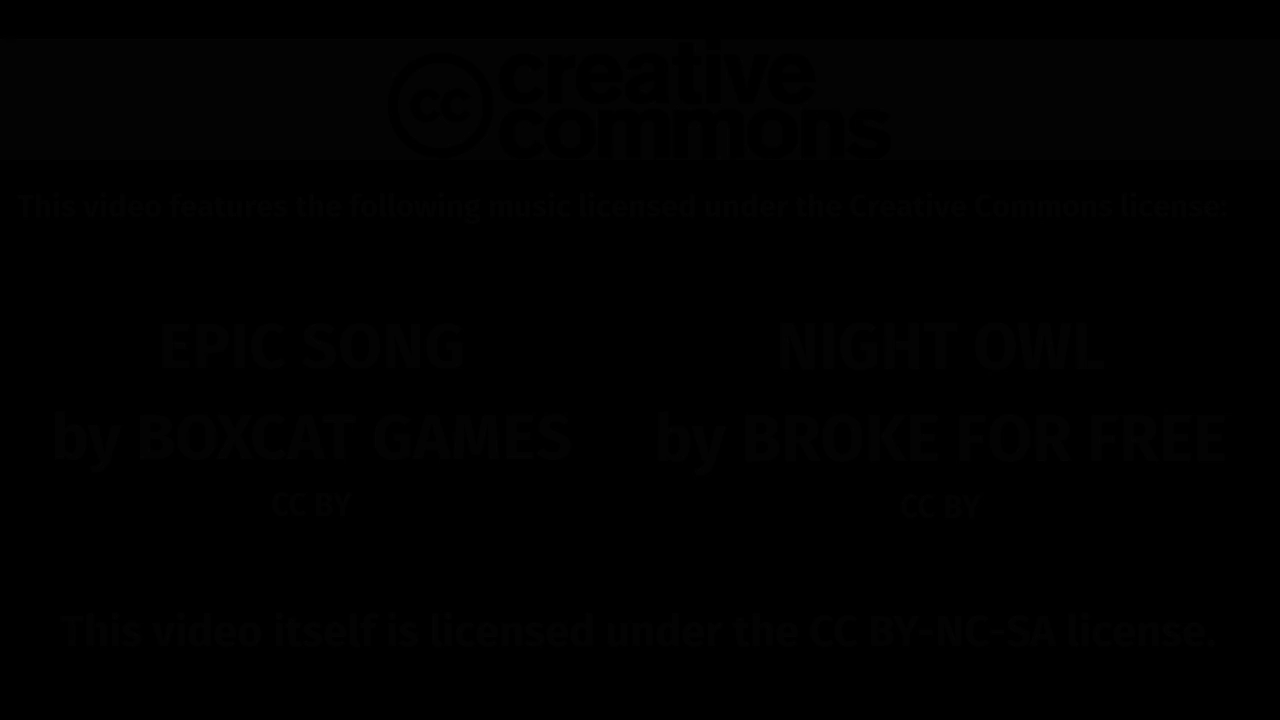 cc creative
commons
This video features the following music licensed under the Creative Commons license:
EPIC SONG
by BOXCAT GAMES
CC BY
NIGHT OWL
by BROKE FOR FREE
CC BY
This video itself is licensed under the CC BY-NC-SA license.